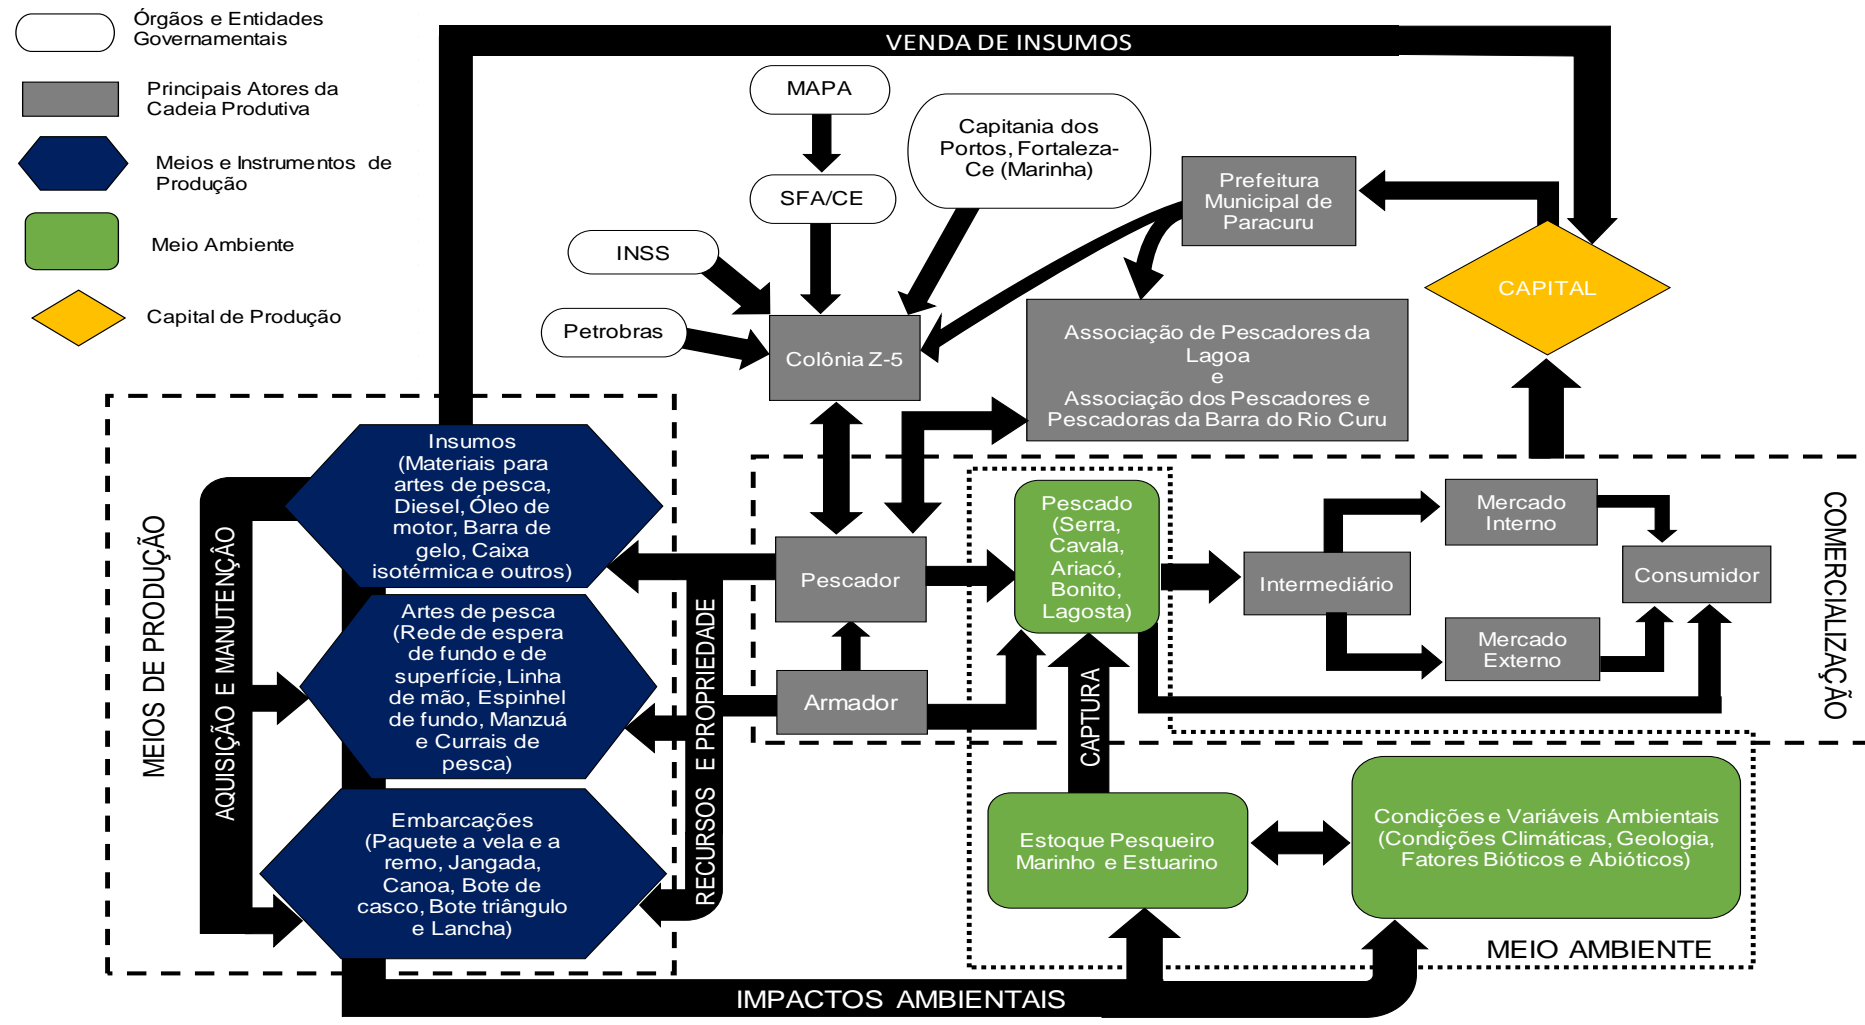 Órgãos e Entidades
Governamentais
Principais Atores da
Cadeia Produtiva
Meios e Instrumentos de
Produção
Meio Ambiente
Capital de Produção
VENDA DE INSUMOS
MAPA
SFA/CE
INSS
Petrobras
Capitania dos
Portos, Fortaleza-
Ce (Marinha)
Prefeitura
Municipal de
Paracuru
CAPITAL
Colônia Z-5
Associação de Pescadores da
Lagoa
e
Associação dos Pescadores e
Pescadoras da Barra do Rio Curu
MEIOS DE PRODUÇÃO
AQUISIÇÃO E MANUTENÇÃO
Insumos
(Materiais para
artes de pesca,
Diesel, Óleo de
motor, Barra de
gelo, Caixa
isotérmica e outros)
Artes de pesca
(Rede de espera
de fundo e de
superfície, Linha
de mão, Espinhel
de fundo, Manzuá
e Currais de
pesca)
Embarcações
(Paquete a vela e a
remo, Jangada,
Canoa, Bote de
casco, Bote triângulo
e Lancha)
RECURSOS E PROPRIEDADE
Pescador
Armador
Pescado
(Serra,
Cavala,
Ariacó,
Bonito,
Lagosta)
CAPTURA
Intermediário
Mercado
Interno
Mercado
Externo
Consumidor
COMERCIALIZAÇÃO
Estoque Pesqueiro
Marinho e Estuarino
Condições e Variáveis Ambientais
(Condições Climáticas, Geologia,
Fatores Bióticos e Abióticos)
MEIO AMBIENTE
IMPACTOS AMBIENTAIS